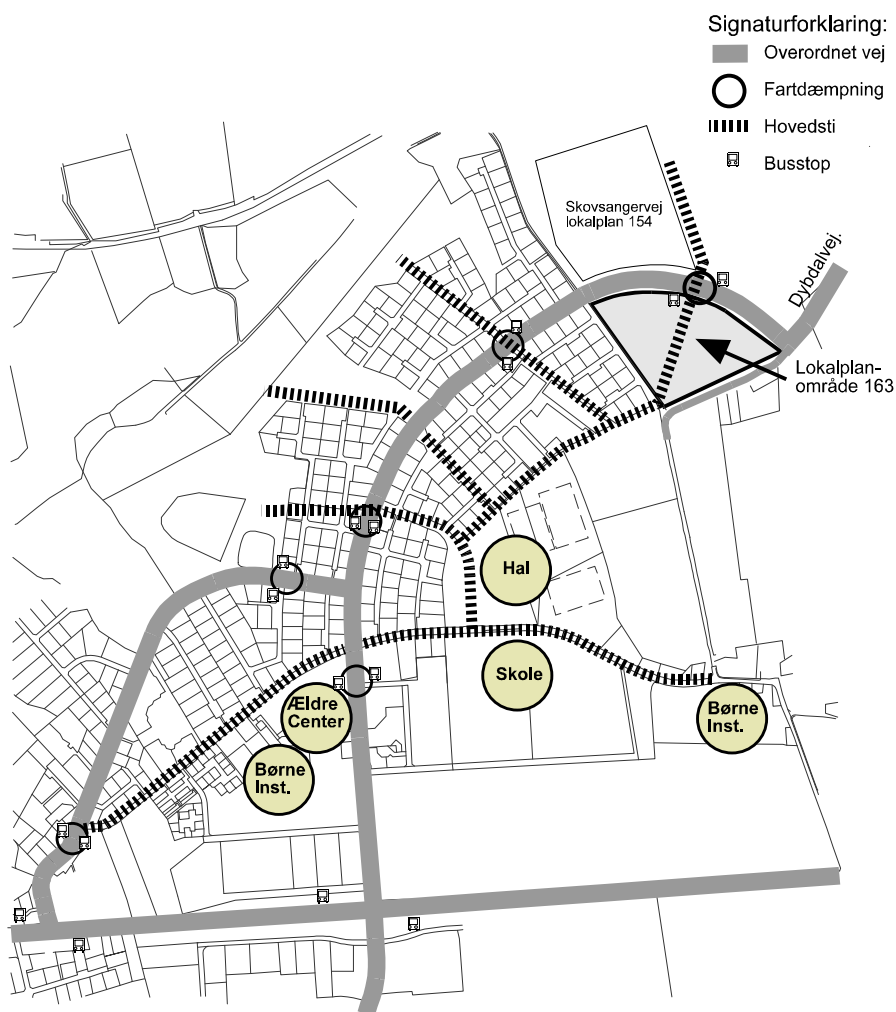 Signaturforklaring:
Overordnet vej
Fartdæmpning
Hovedsti
Busstop
Skovsangervej
lokalplan 154
Dybdalvej.
Lokalplan-
område 163
Hal
Skole
Ældre
Center
Børne
Inst.
Børne
Inst.